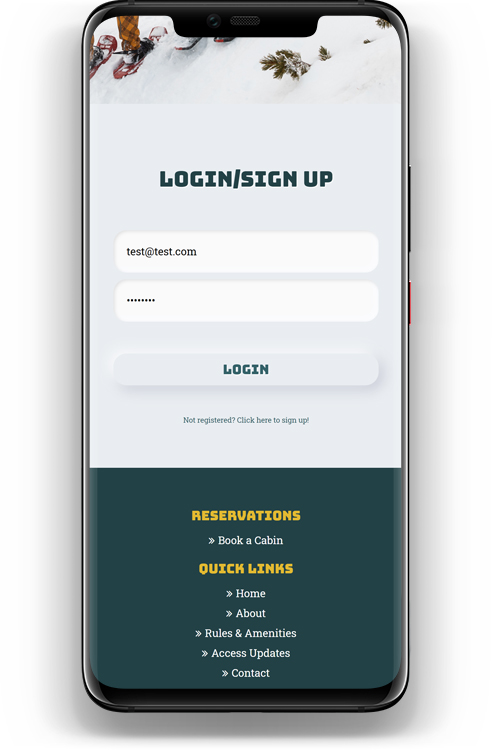 LOGIN/SIGN UP
test@test.com
••••••••
LOGIN
Not registered? Click here to sign up!
RESERVATIONS
» Book a Cabin
QUICK LINKS
» Home
» About
» Rules & Amenities
» Access Updates
» Contact